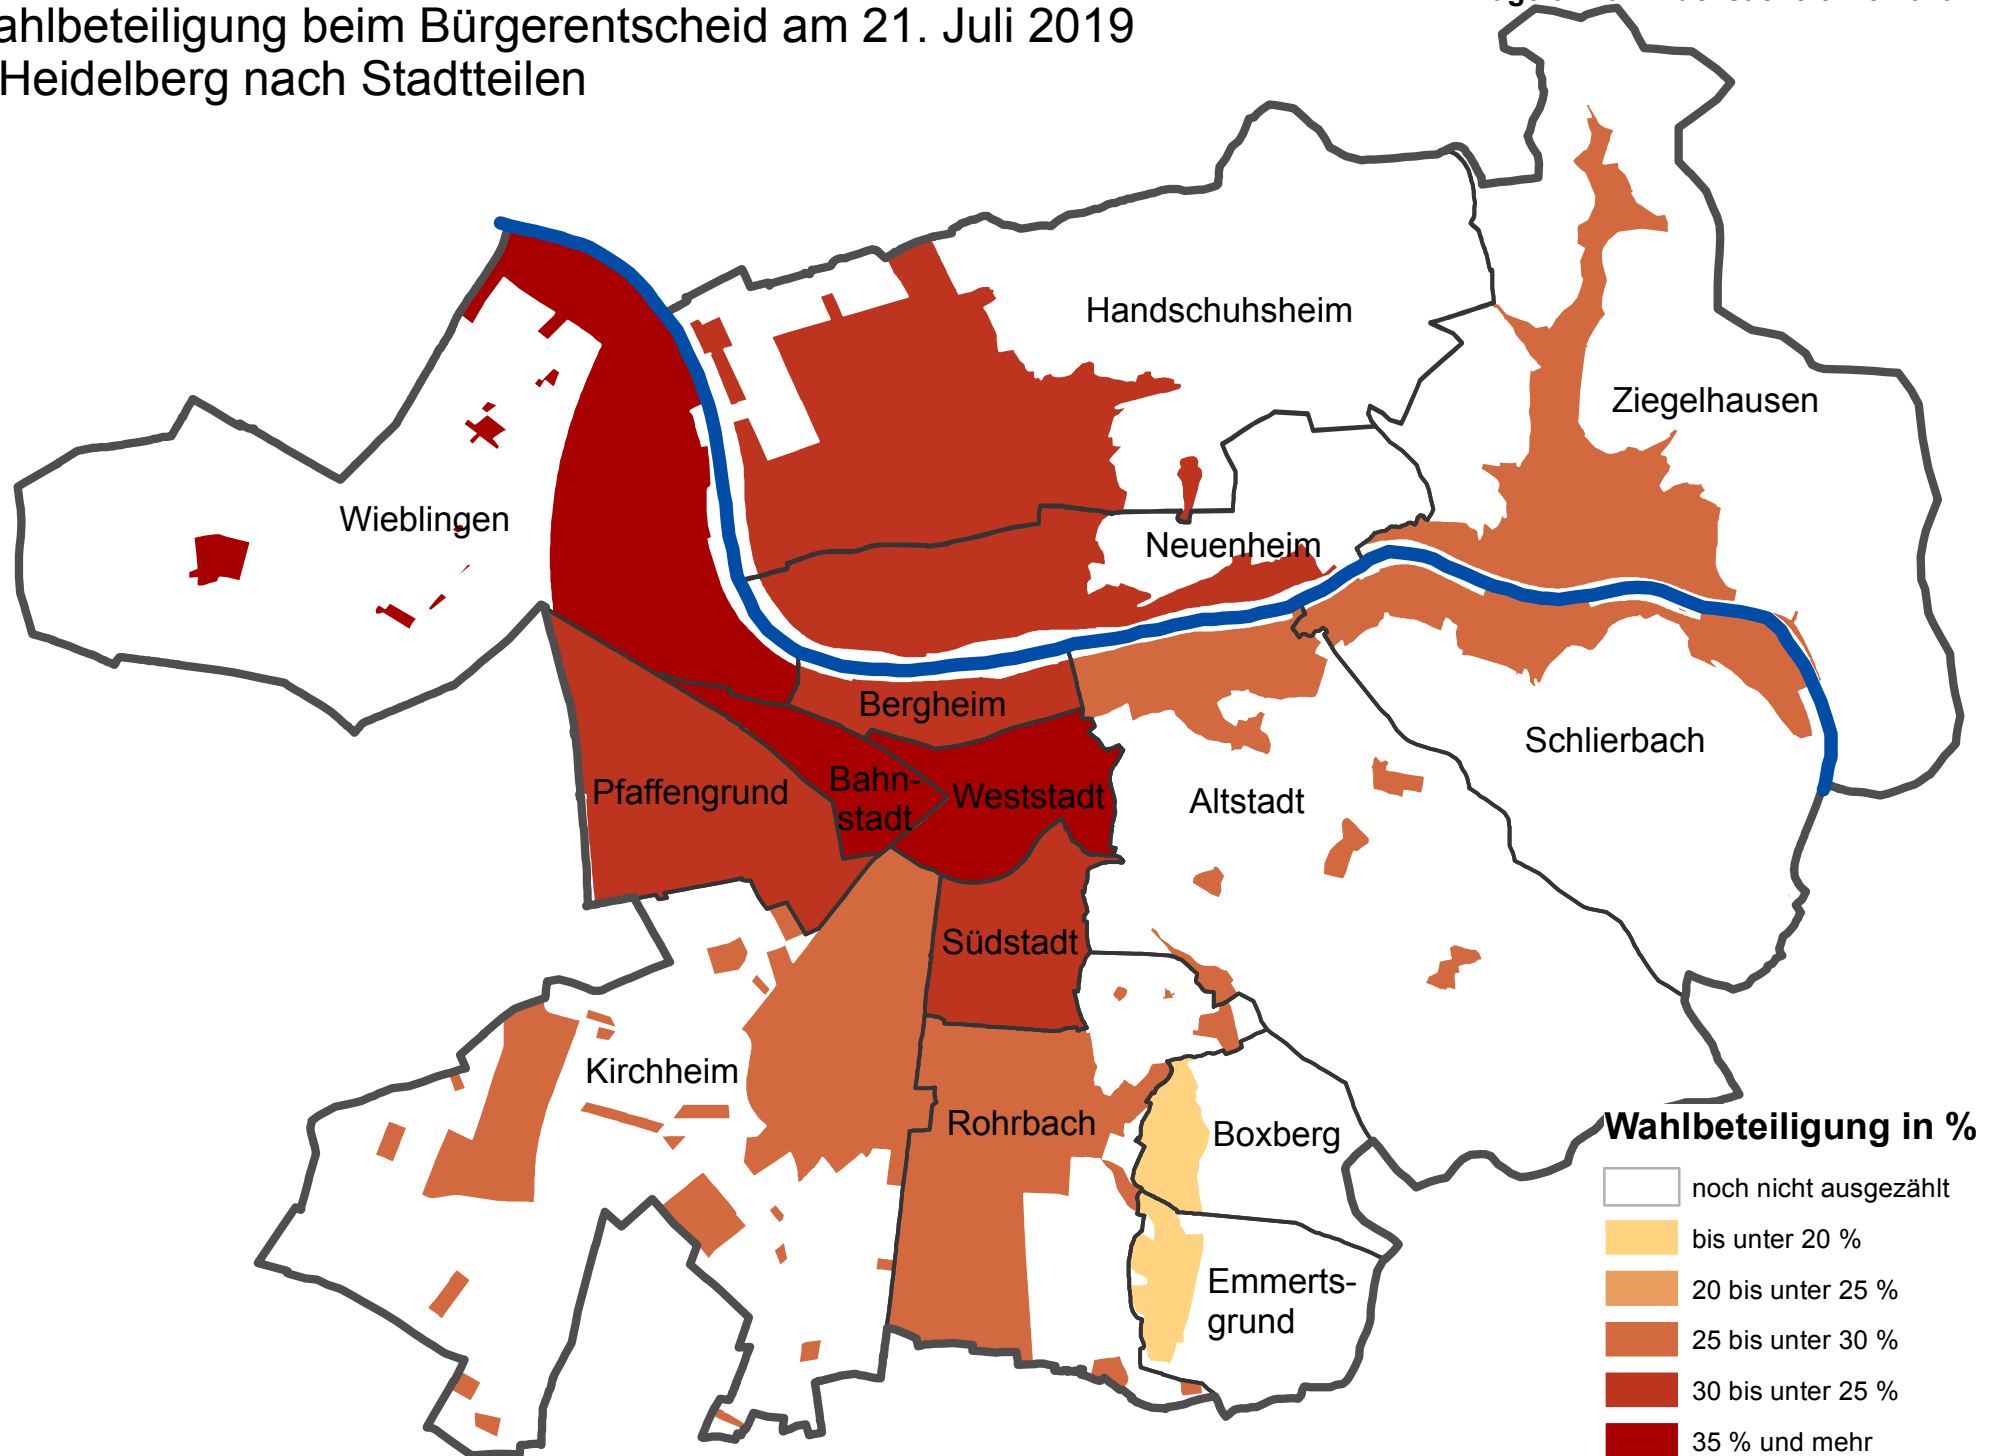 ahlbeteiligung beim Bürgerentscheid am 21. Juli 2019
Heidelberg nach Stadtteilen
Handschuhsheim
Ziegelhausen
Wieblingen
Neuenheim
Bergheim
Schlierbach
Pfaffengrund
Bahn-
stadt
Weststadt
Altstadt
Südstadt
Kirchheim
Rohrbach
Boxberg
Emmerts-
grund
Wahlbeteiligung in %
noch nicht ausgezählt
bis unter 20 %
20 bis unter 25 %
25 bis unter 30 %
30 bis unter 25 %
35 % und mehr